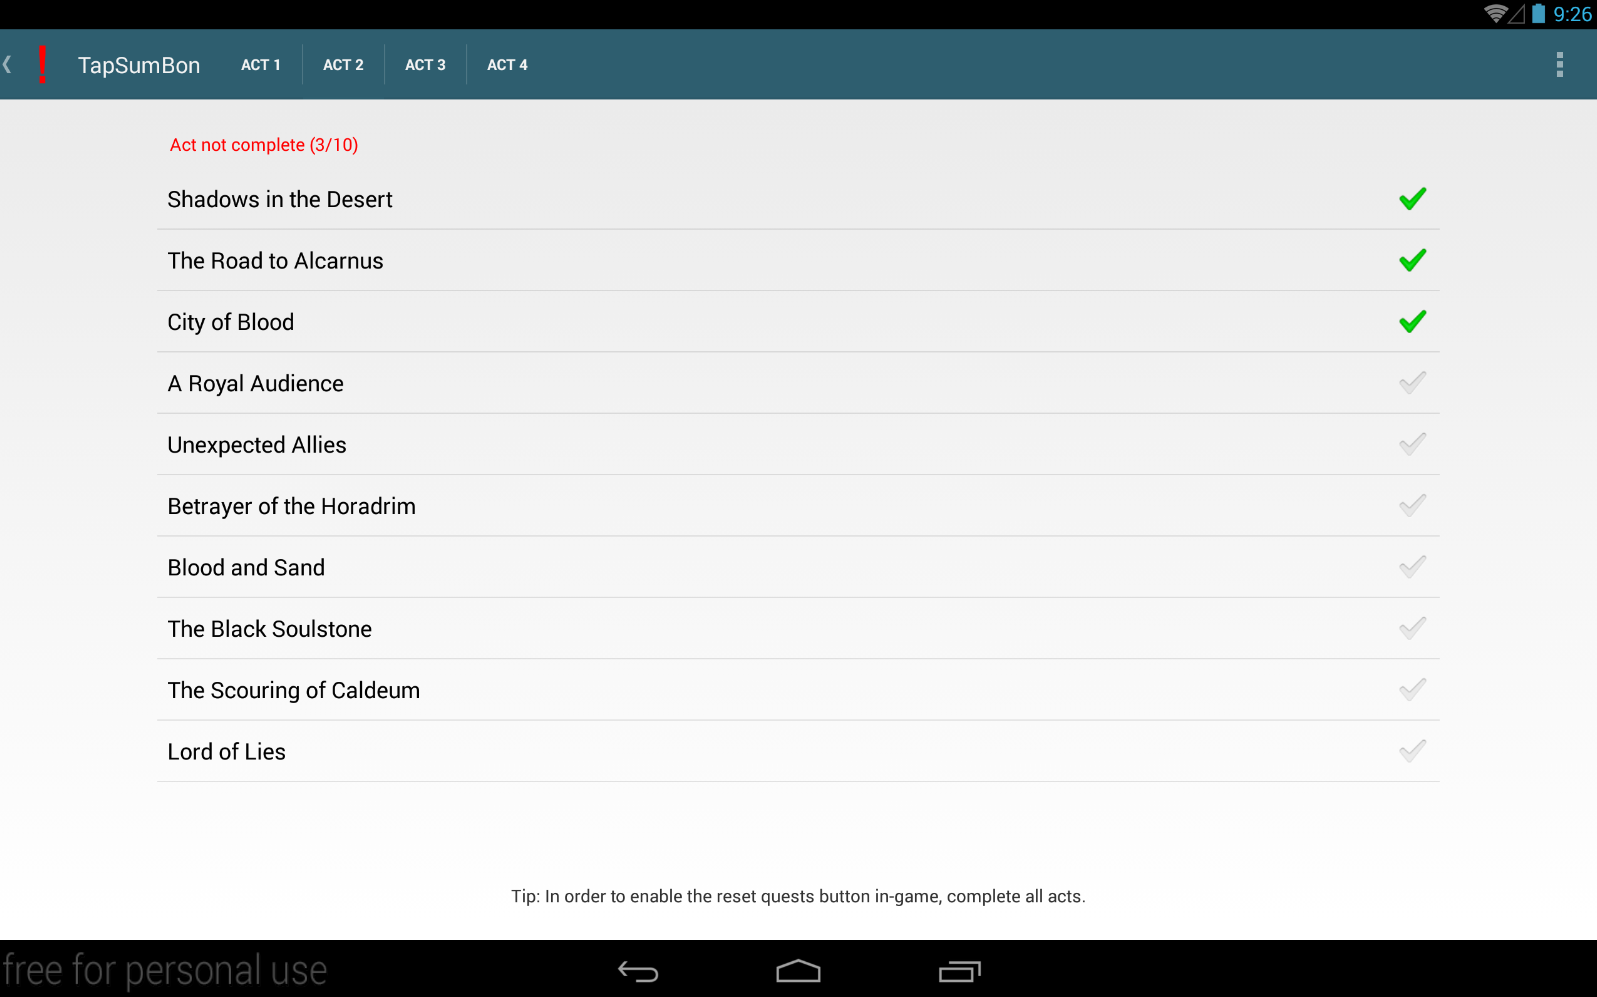 9:26
TapSumBon
ACT 1
ACT 2
ACT 3
ACT 4
Act not complete (3/10)
Shadows in the Desert
The Road to Alcarnus
City of Blood
A Royal Audience
Unexpected Allies
Betrayer of the Horadrim
Blood and Sand
The Black Soulstone
The Scouring of Caldeum
Lord of Lies
Tip: In order to enable the reset quests button in-game, complete all acts.
free for personal use